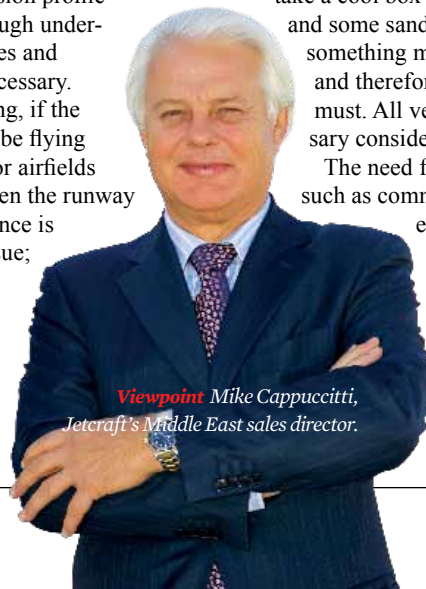 sion profile
ough under-
es and
cessary.
ng, if the
be flying
or airfields
en the runway
nce is
sue;
take a cool box
and some sand
something m
and therefor
must. All ve
sary conside
The need f
such as comm
e
Viewpoint Mike Cappuccitti,
Jetcraft's Middle East sales director.